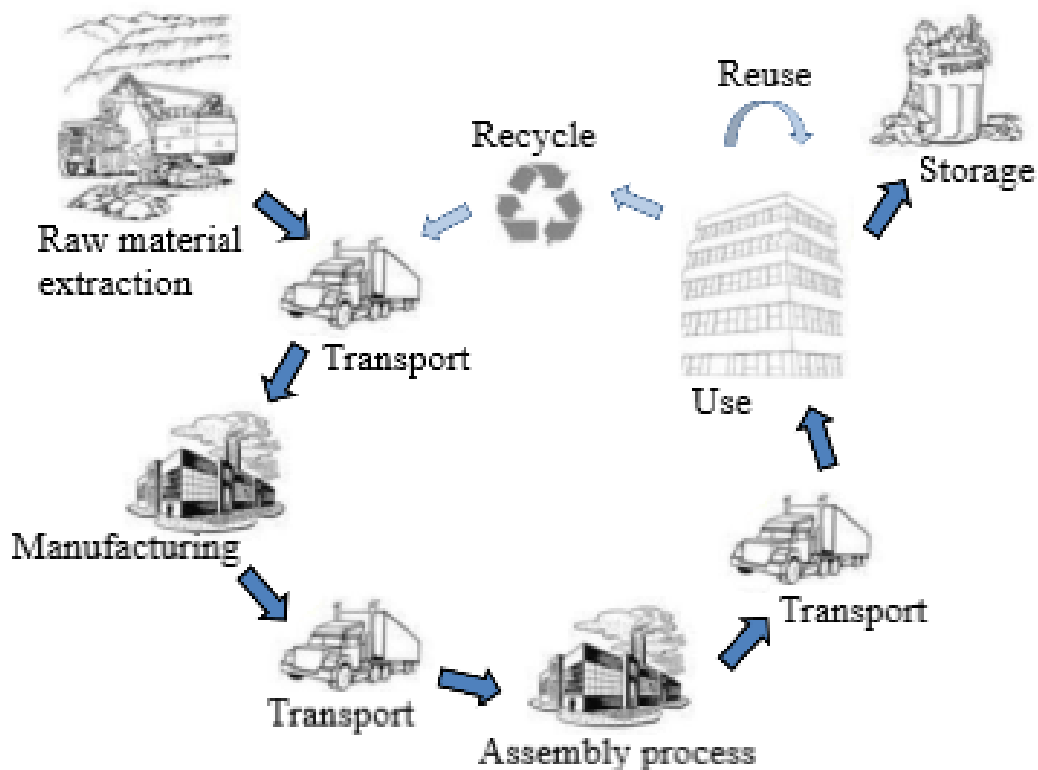 Reuse
Recycle
Storage
Raw material
extraction
Transport
Use
Manufacturing
Transport
Transport
Assembly process